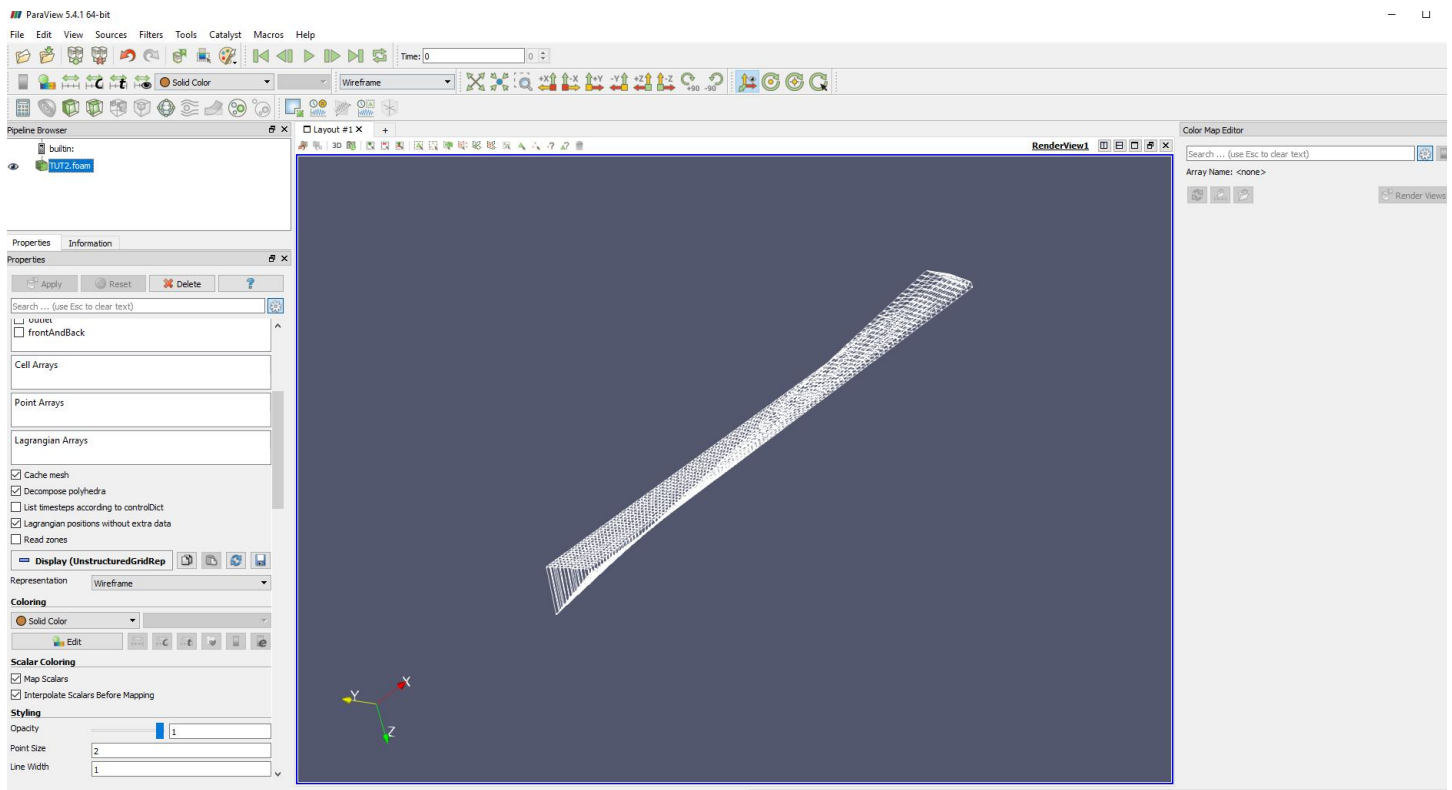 ParaView 5.4.1 64-bit
File Edit View Sources Filters Tools Catalyst Macros Help
Time: 0 0
Solid Color Wireframe +X -X +Y -Y +Z -Z +90 -90
Pipeline Browser
Layout #1 +
builtin:
3D
RenderView1
TUT2.foam
Color Map Editor
Search ... (use Esc to clear text)
Array Name: <none>
Render Views
Properties Information
Properties
Apply Reset Delete ?
Search ... (use Esc to clear text)
outlet
frontAndBack
Cell Arrays
Point Arrays
Lagrangian Arrays
Cache mesh
Decompose polyhedra
List timesteps according to controlDict
Lagrangian positions without extra data
Read zones
Display (UnstructuredGridRep
Representation Wireframe
Coloring
Solid Color
Edit
Scalar Coloring
Map Scalars
Interpolate Scalars Before Mapping
Styling
Opacity 1
Point Size 2
Line Width 1
X
Y
Z